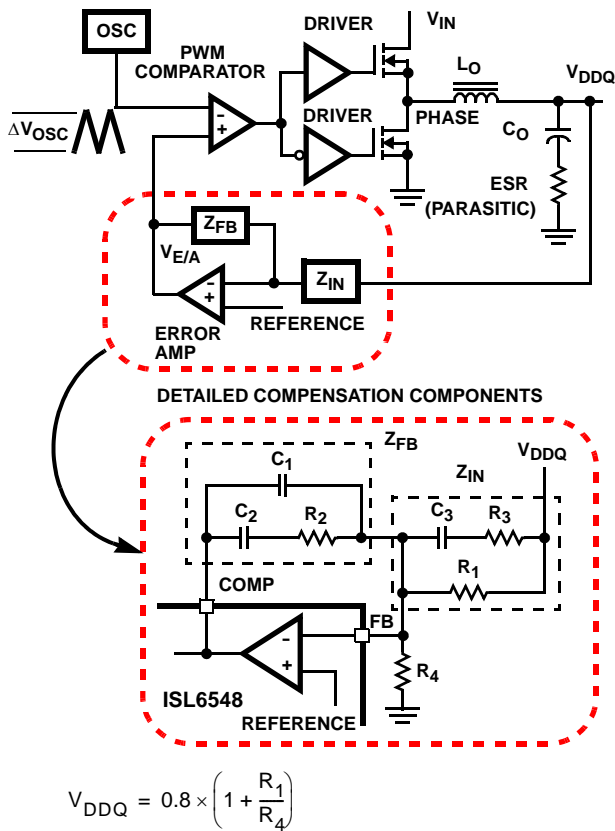 OSC
DRIVER
V_IN
PWM
COMPARATOR
L_O
V_DDQ
DRIVER
PHASE
ΔV_OSC
-
+
C_O
ESR
(PARASITIC)
Z_FB
V_E/A
-
+
Z_IN
REFERENCE
ERROR
AMP
DETAILED COMPENSATION COMPONENTS
Z_FB
V_DDQ
C_1
Z_IN
C_2
R_2
C_3
R_3
R_1
COMP
FB
-
+
R_4
ISL6548
REFERENCE
V_DDQ = 0.8 × (1 + R_1/R_4)